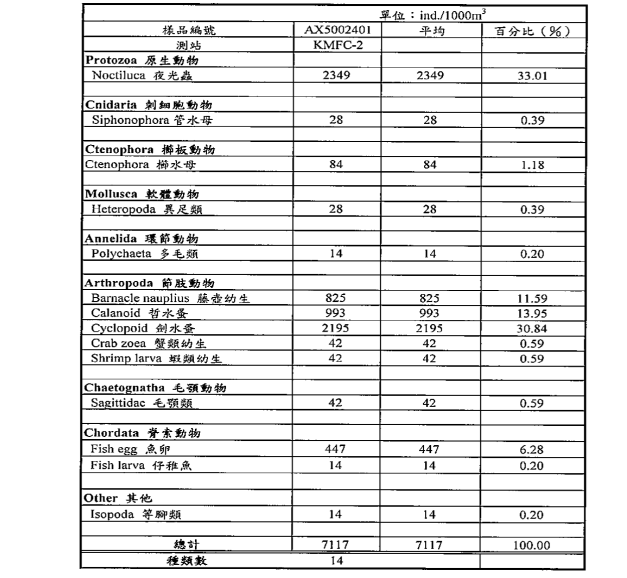 單位：ind./1000m³
樣品編號 AX5002401 平均 百分比（%）
測站 KMFC-2
Protozoa 原生動物
Noctiluca 夜光蟲 2349 2349 33.01
Cnidaria 刺細胞動物
Siphonophora 管水母 28 28 0.39
Ctenophora 櫛板動物
Ctenophora 櫛水母 84 84 1.18
Mollusca 軟體動物
Heteropoda 異足類 28 28 0.39
Annelida 環節動物
Polychaeta 多毛類 14 14 0.20
Arthropoda 節肢動物
Barnacle nauplius 藤壺幼生 825 825 11.59
Calanoid 哲水蚤 993 993 13.95
Cyclopoid 劍水蚤 2195 2195 30.84
Crab zoea 蟹類幼生 42 42 0.59
Shrimp larva 蝦類幼生 42 42 0.59
Chaetognatha 毛顎動物
Sagittidae 毛顎類 42 42 0.59
Chordata 脊索動物
Fish egg 魚卵 447 447 6.28
Fish larva 仔稚魚 14 14 0.20
Other 其他
Isopoda 等腳類 14 14 0.20
總計 7117 7117 100.00
種類數 14